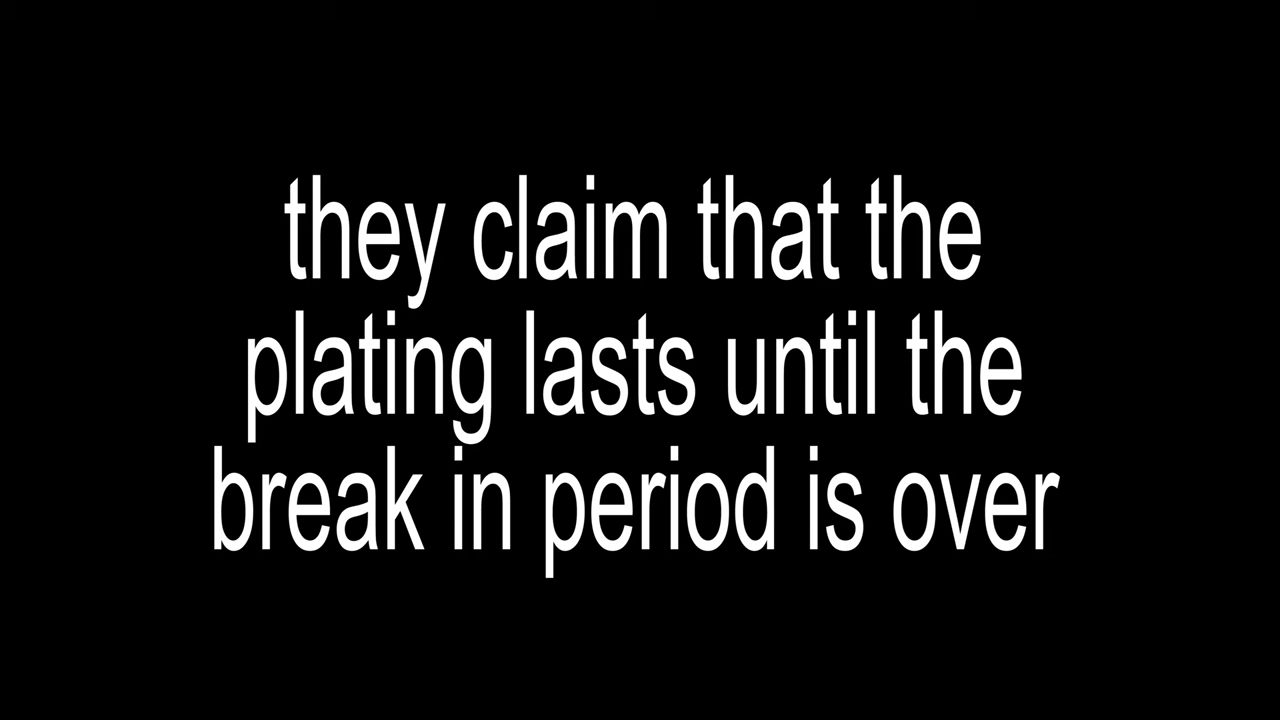 they claim that the
plating lasts until the
break in period is over